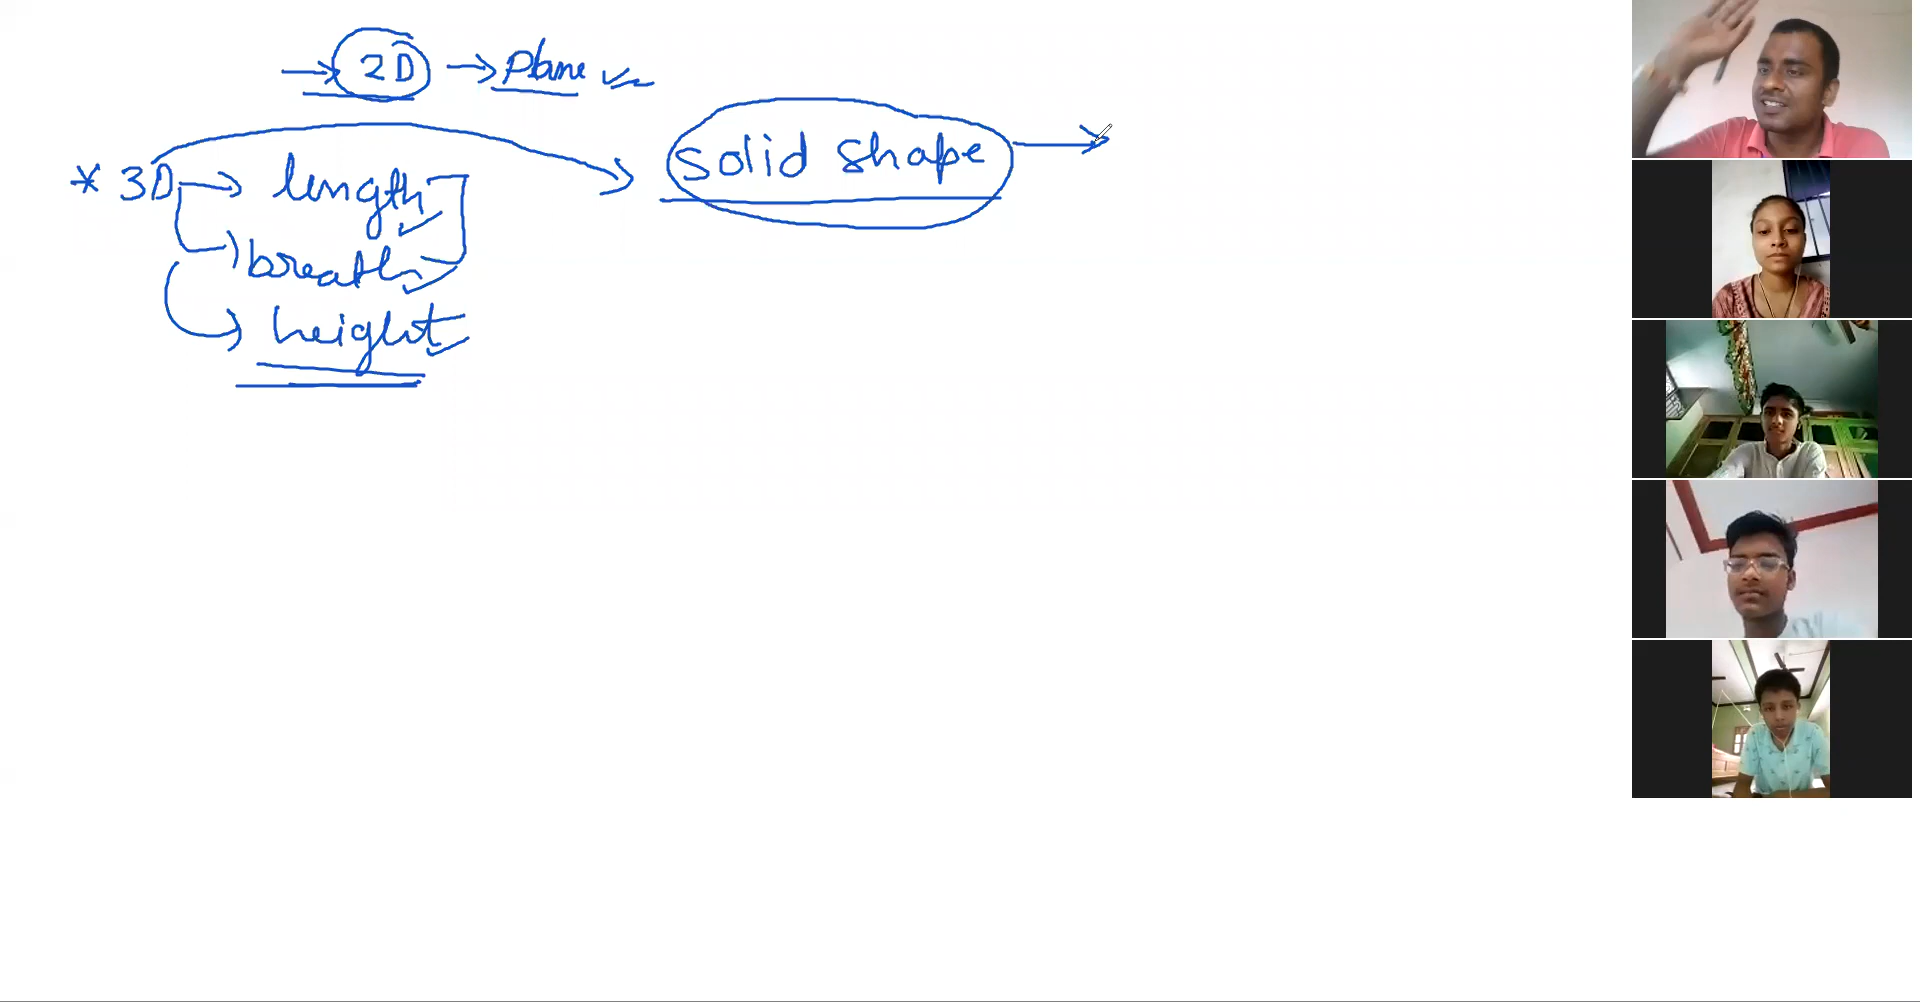 → 2D → Plane
* 3D → length
breath
height
solid shape →